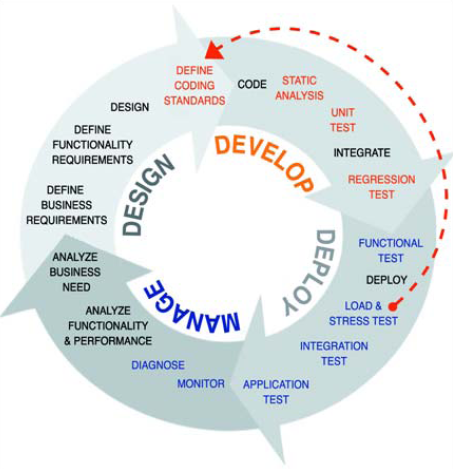 DEFINE
CODING
STANDARDS
CODE
STATIC
ANALYSIS
UNIT
TEST
INTEGRATE
REGRESSION
TEST
FUNCTIONAL
TEST
DEPLOY
LOAD &
STRESS TEST
INTEGRATION
TEST
APPLICATION
TEST
MONITOR
DIAGNOSE
ANALYZE
FUNCTIONALITY
& PERFORMANCE
ANALYZE
BUSINESS
NEED
DEFINE
BUSINESS
REQUIREMENTS
DEFINE
FUNCTIONALITY
REQUIREMENTS
DESIGN
DESIGN
DEVELOP
DEPLOY
MANAGE